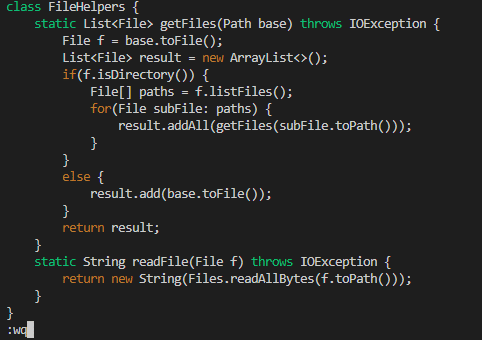 class FileHelpers {
    static List<File> getFiles(Path base) throws IOException {
        File f = base.toFile();
        List<File> result = new ArrayList<>();
        if(f.isDirectory()) {
            File[] paths = f.listFiles();
            for(File subFile: paths) {
                result.addAll(getFiles(subFile.toPath()));
            }
        }
        else {
            result.add(base.toFile());
        }
        return result;
    }
    static String readFile(File f) throws IOException {
        return new String(Files.readAllBytes(f.toPath()));
    }
}
:wq